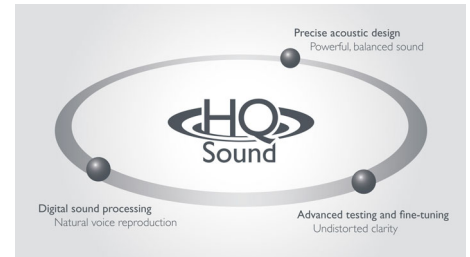 Precise acoustic design
Powerful, balanced sound
HQ
Sound
Digital sound processing
Natural voice reproduction
Advanced testing and fine-tuning
Undistorted clarity